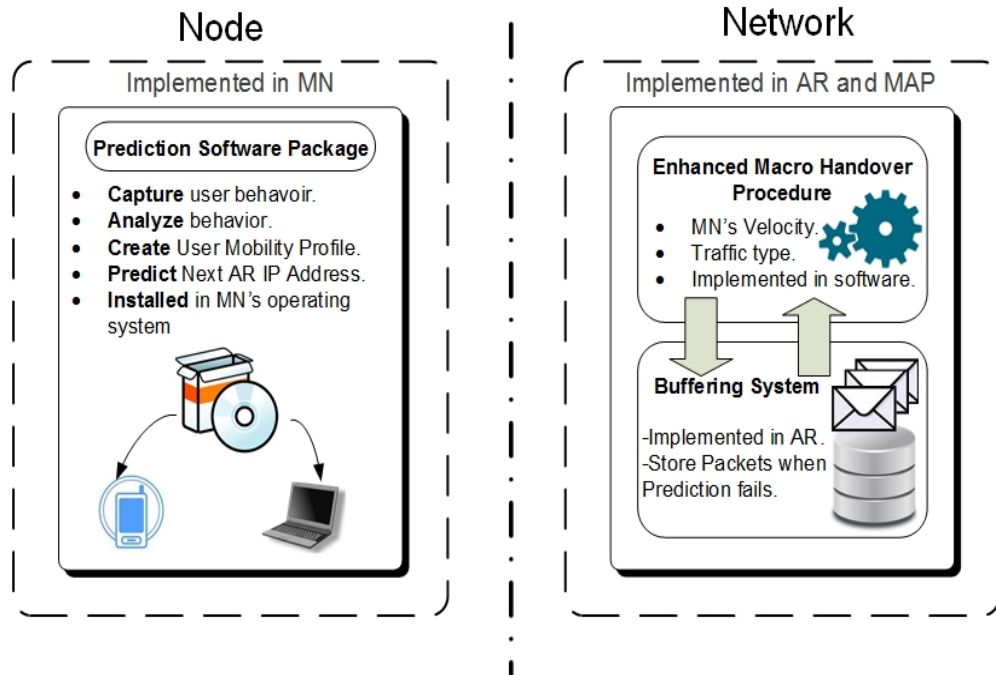 Node
Implemented in MN
Prediction Software Package
• Capture user behavoir.
• Analyze behavior.
• Create User Mobility Profile.
• Predict Next AR IP Address.
• Installed in MN's operating
system
Network
Implemented in AR and MAP
Enhanced Macro Handover
Procedure
• MN's Velocity.
• Traffic type.
• Implemented in software.
Buffering System
-Implemented in AR.
-Store Packets when
Prediction fails.